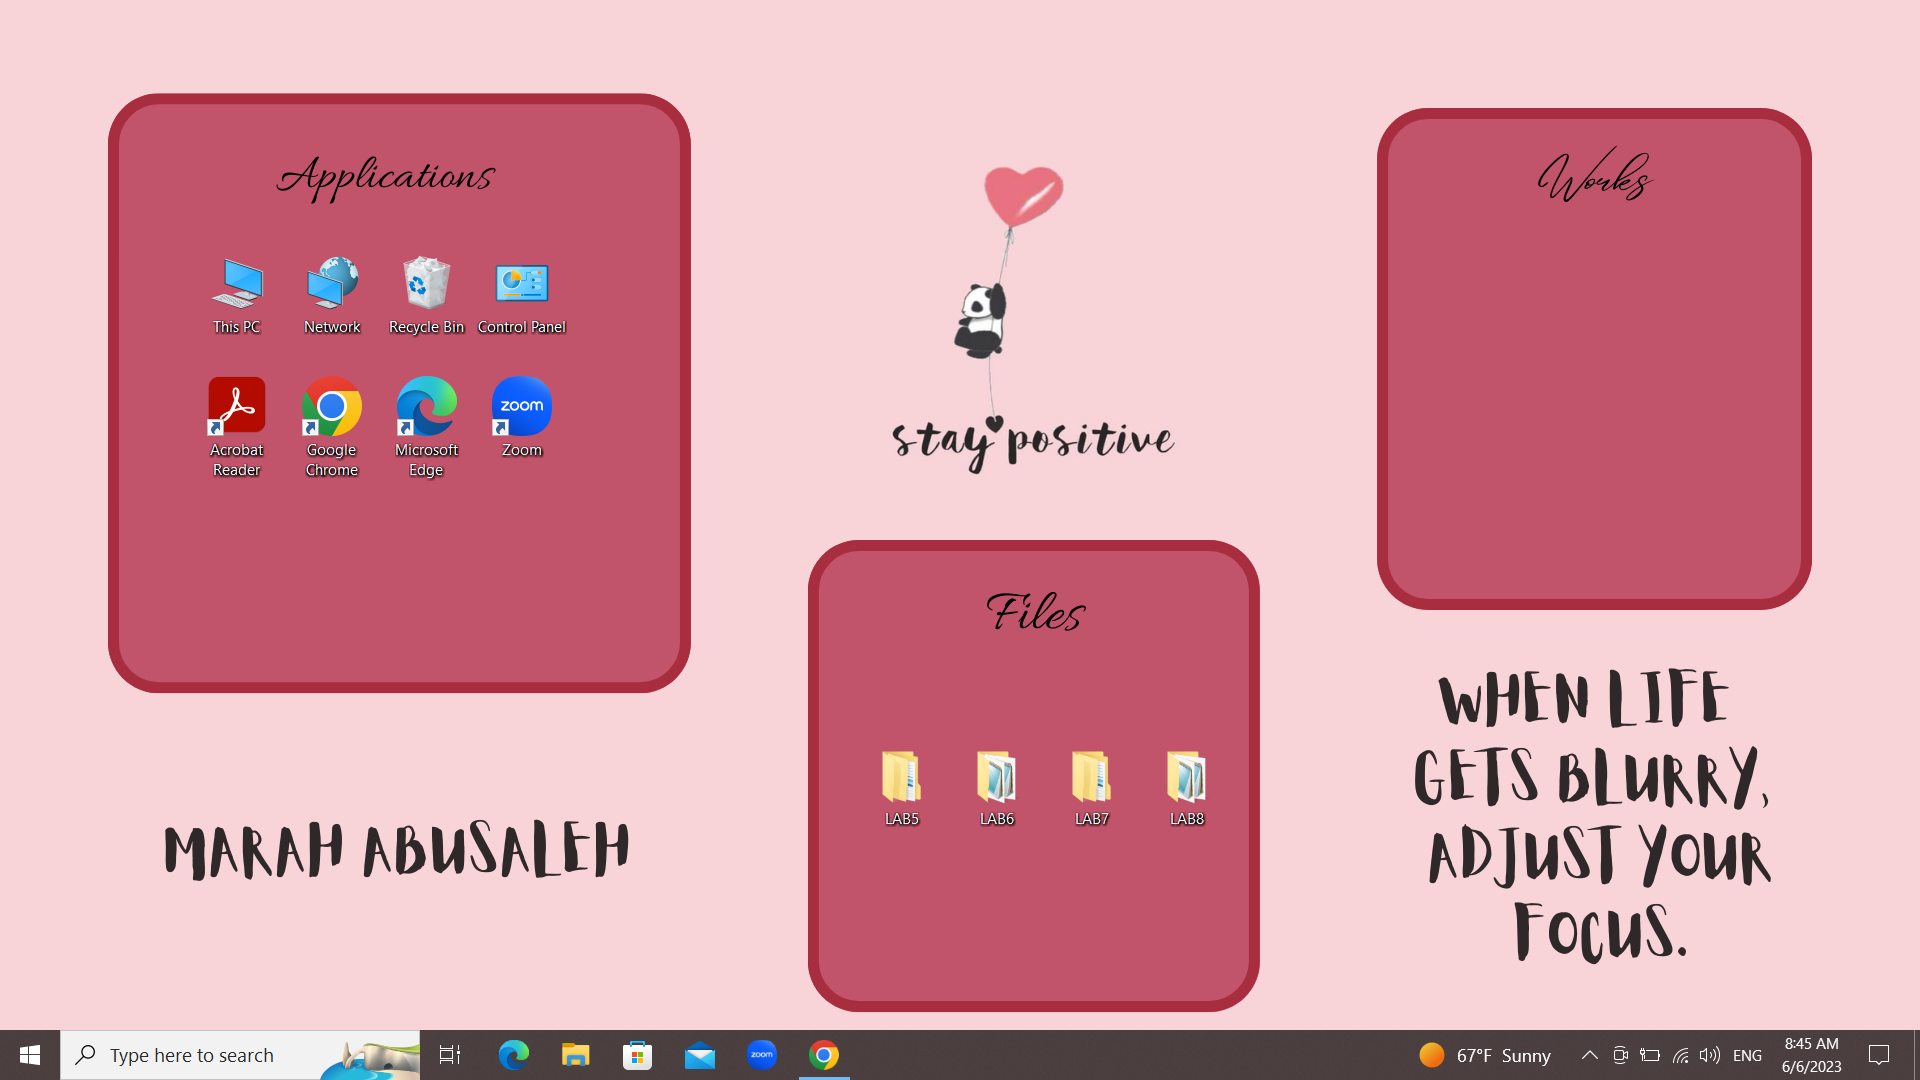 Applications
This PC
Network
Recycle Bin
Control Panel
Acrobat
Reader
Google
Chrome
Microsoft
Edge
zoom
Zoom
stay positive
Works
Files
LAB5
LAB6
LAB7
LAB8
MARAH ABUSALEH
WHEN LIFE
GETS BLURRY,
ADJUST YOUR
FOCUS.
Type here to search
zoom
67°F Sunny
ENG
8:45 AM
6/6/2023